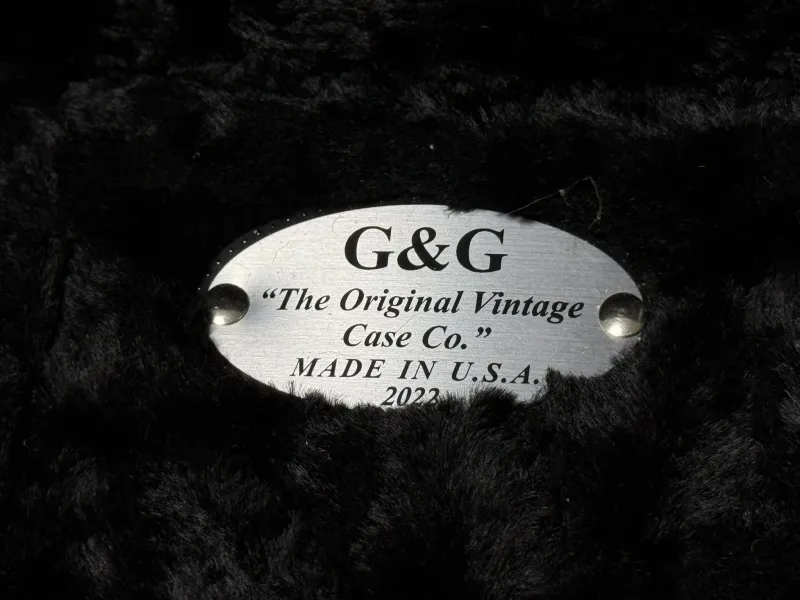 G&G
“The Original Vintage
Case Co.”
MADE IN U.S.A.
2022